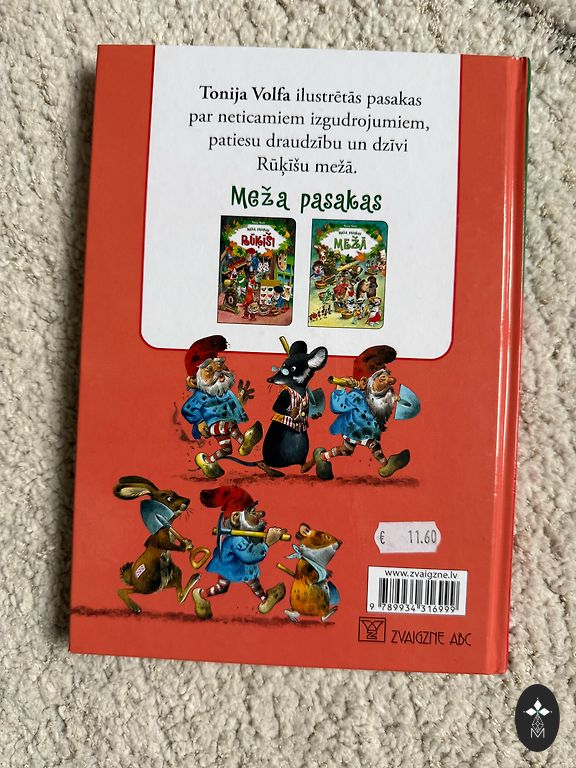 Tonija Volfa ilustrētās pasakas
par neticamiem izgudrojumiem,
patiesu draudzību un dzīvi
Rūķīšu mežā.
Meža pasakas
RŪĶĪŠI
MEŽĀ
€ 11.60
www.zvaigzne.lv
9 789934 316999
ZVAIGZNE ABC
M